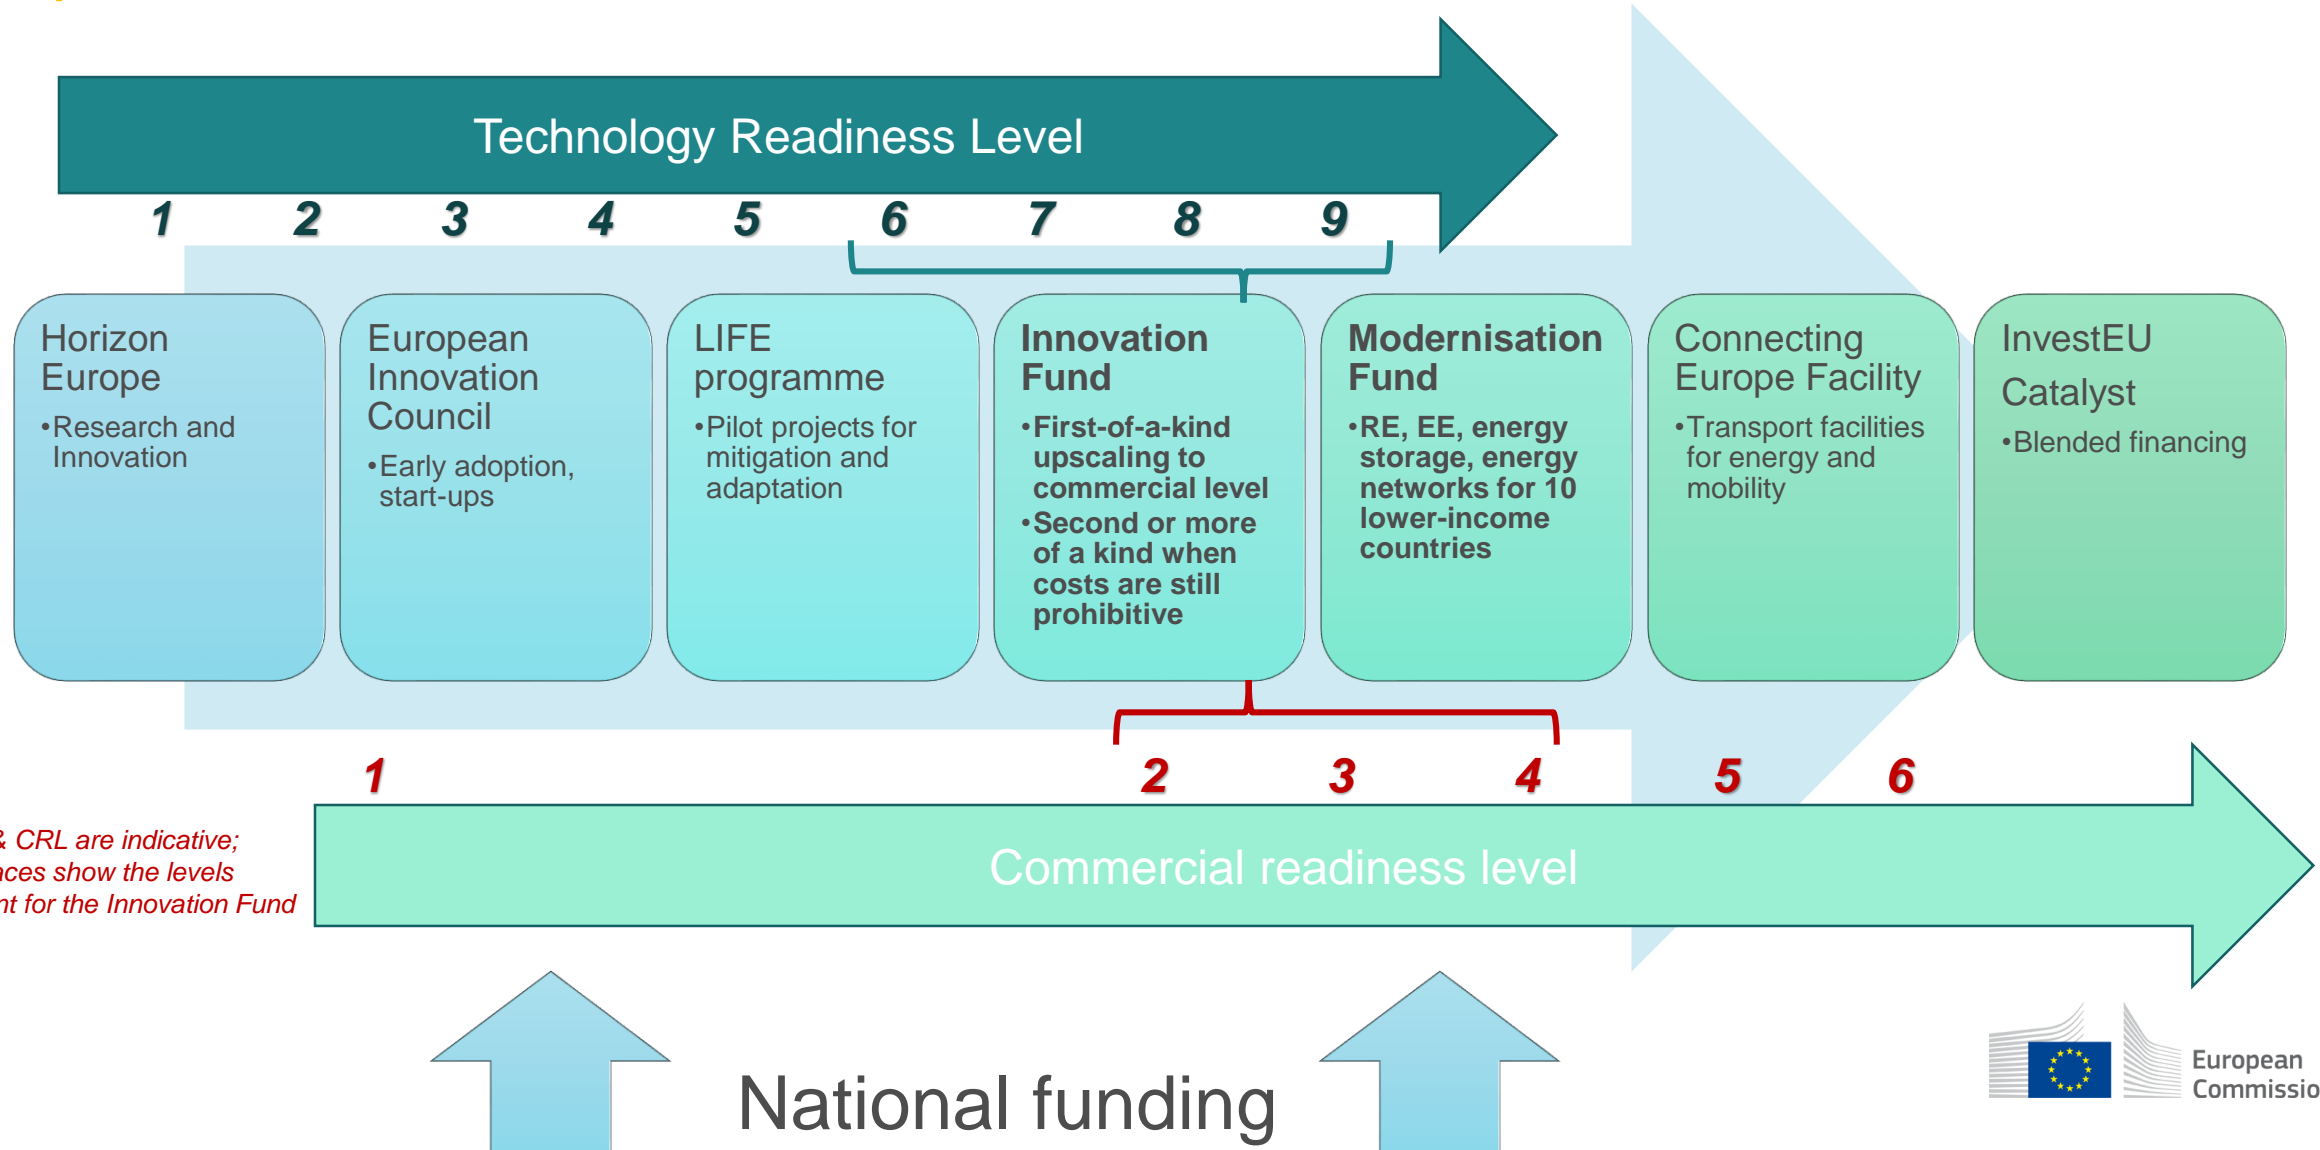 Technology Readiness Level
1 2 3 4 5 6 7 8 9
Horizon
Europe
•Research and
Innovation
European
Innovation
Council
•Early adoption,
start-ups
LIFE
programme
•Pilot projects for
mitigation and
adaptation
Innovation
Fund
•First-of-a-kind
upscaling to
commercial level
•Second or more
of a kind when
costs are still
prohibitive
Modernisation
Fund
•RE, EE, energy
storage, energy
networks for 10
lower-income
countries
Connecting
Europe Facility
•Transport facilities
for energy and
mobility
InvestEU
Catalyst
•Blended financing
1 2 3 4 5 6
& CRL are indicative;
show the levels
for the Innovation Fund
Commercial readiness level
National funding
European
Commissio